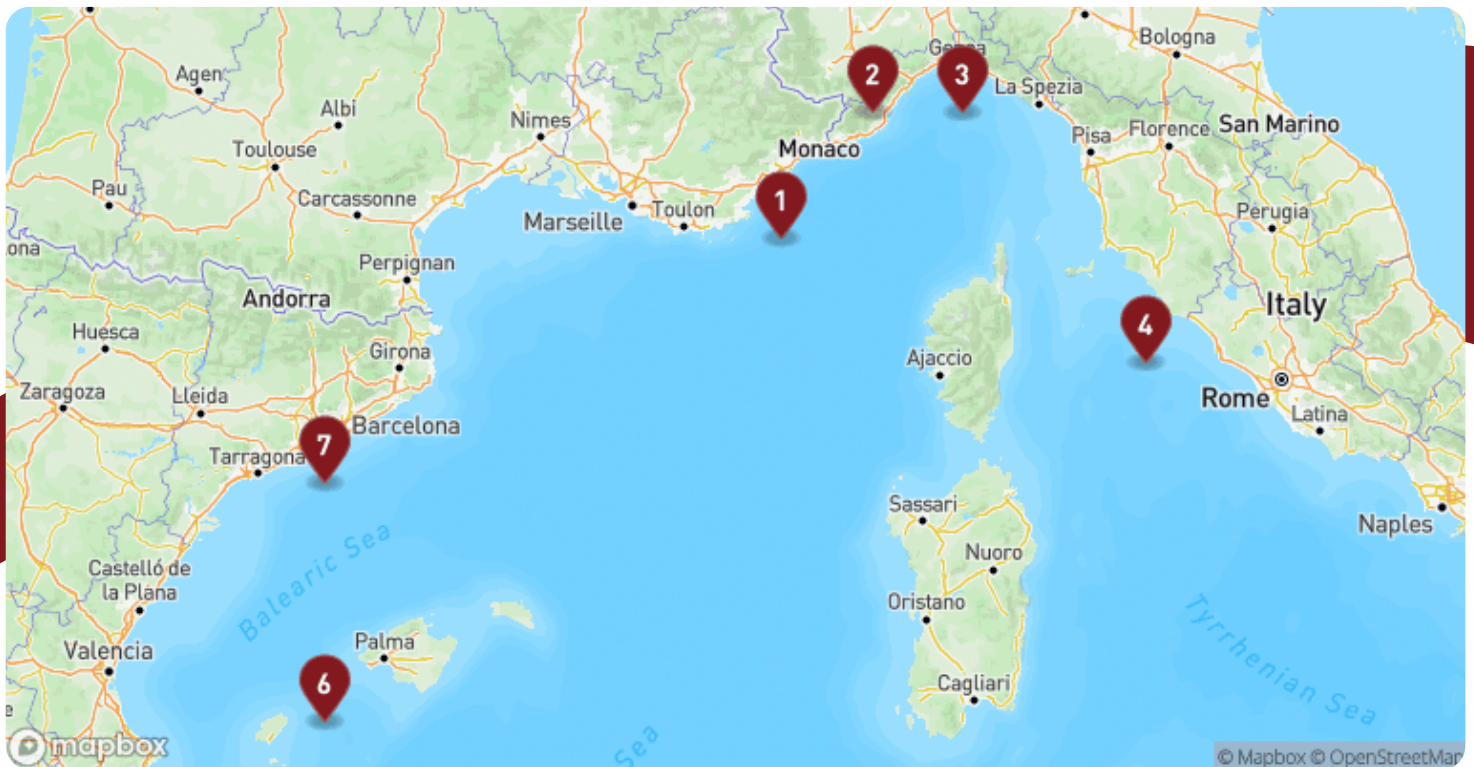 Bologna
Genoa
Agen
2
3
La Spezia
Albi
Nimes
Pisa
Florence
San Marino
Toulouse
Monaco
Pau
Carcassonne
Marseille
Toulon
1
Perugia
ona
Perpignan
Andorra
Italy
Huesca
4
Girona
Ajaccio
Zaragoza
Lleida
Rome
Latina
Barcelona
7
Tarragona
Sassari
Naples
Balearic Sea
Nuoro
Castelló de
la Plana
Oristano
Tyrrhenian Sea
Palma
Valencia
6
Cagliari
e
Sea
mapbox
© Mapbox © OpenStreetMap